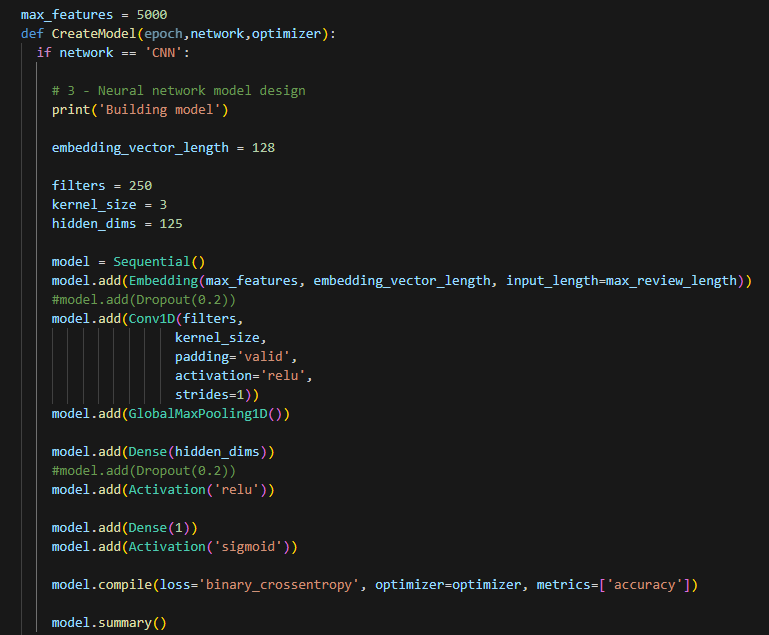 max_features = 5000
def CreateModel(epoch,network,optimizer):
if network == 'CNN':
# 3 - Neural network model design
print('Building model')
embedding_vector_length = 128
filters = 250
kernel_size = 3
hidden_dims = 125
model = Sequential()
model.add(Embedding(max_features, embedding_vector_length, input_length=max_review_length))
#model.add(Dropout(0.2))
model.add(Conv1D(filters,
kernel_size,
padding='valid',
activation='relu',
strides=1))
model.add(GlobalMaxPooling1D())
model.add(Dense(hidden_dims))
#model.add(Dropout(0.2))
model.add(Activation('relu'))
model.add(Dense(1))
model.add(Activation('sigmoid'))
model.compile(loss='binary_crossentropy', optimizer=optimizer, metrics=['accuracy'])
model.summary()